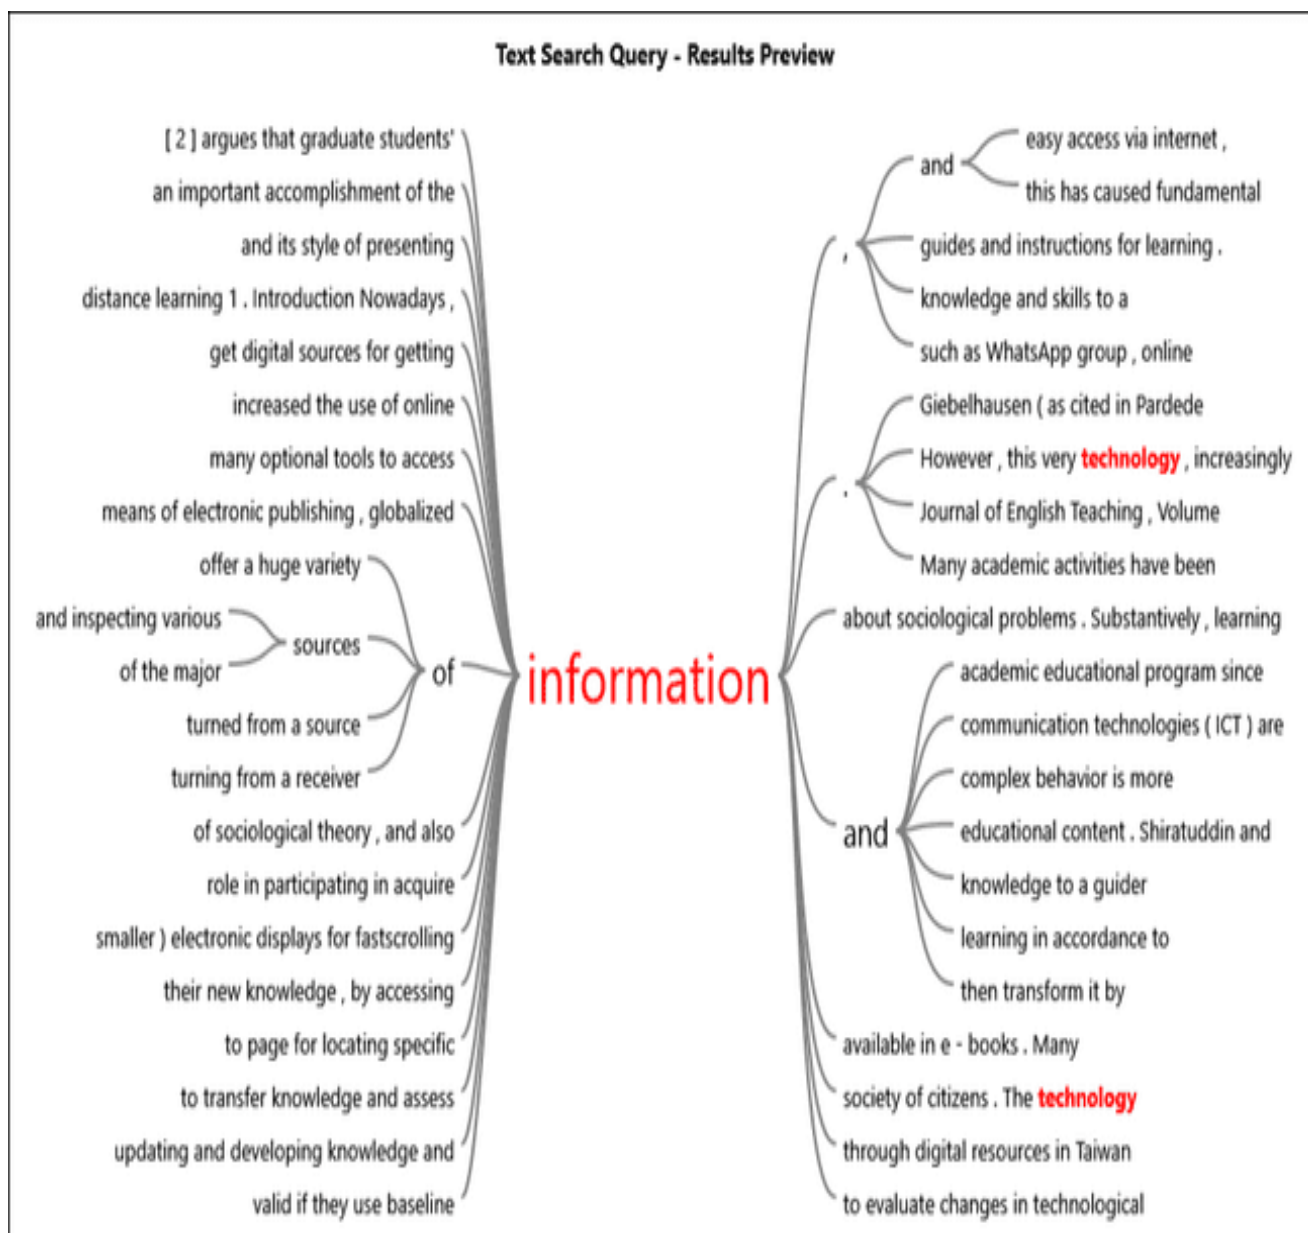 Text Search Query - Results Preview
[ 2 ] argues that graduate students'
an important accomplishment of the
and its style of presenting
distance learning 1 . Introduction Nowadays ,
get digital sources for getting
increased the use of online
many optional tools to access
means of electronic publishing , globalized
offer a huge variety
and inspecting various
of the major
sources
turned from a source
turning from a receiver
of
of sociological theory , and also
role in participating in acquire
smaller ) electronic displays for fastscrolling
their new knowledge , by accessing
to page for locating specific
to transfer knowledge and assess
updating and developing knowledge and
valid if they use baseline
information
,
and
easy access via internet ,
this has caused fundamental
guides and instructions for learning .
knowledge and skills to a
such as WhatsApp group , online
.
Giebelhausen ( as cited in Pardede
However , this very technology , increasingly
Journal of English Teaching , Volume
Many academic activities have been
about sociological problems . Substantively , learning
and
academic educational program since
communication technologies ( ICT ) are
complex behavior is more
educational content . Shiratuddin and
knowledge to a guider
learning in accordance to
then transform it by
available in e - books . Many
society of citizens . The technology
through digital resources in Taiwan
to evaluate changes in technological